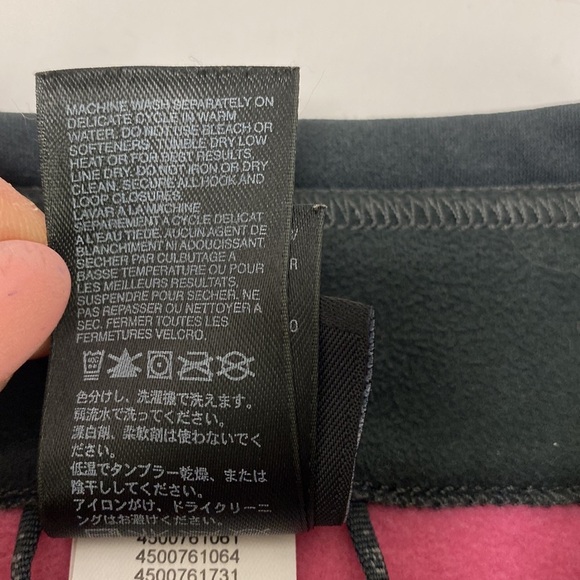 MACHINE WASH SEPARATELY ON
DELICATE CYCLE IN WARM
WATER. DO NOT USE BLEACH OR
SOFTENERS. TUMBLE DRY LOW
HEAT OR FOR BEST RESULTS,
LINE DRY. DO NOT IRON OR DRY
CLEAN. SECURE ALL HOOK AND
LOOP CLOSURES.
LAVAR A LA MACHINE
SEPAREMENT À CYCLE DELICAT
À L'EAU TIÈDE. AUCUN AGENT DE
BLANCHIMENT NI ADOUCISSANT.
SÉCHER PAR CULBUTAGE À
BASSE TEMPÉRATURE OU POUR
LES MEILLEURS RESULTATS,
SUSPENDRE POUR SÉCHER. NE
PAS REPASSER OU NETTOYER A
SEC. FERMER TOUTES LES
FERMETURES VELCRO.
色分けし、洗濯機で洗えます。
弱流水で洗ってください。
漂白剤、柔軟剤は使わないでく
ださい。
低温でタンブラー乾燥、または
陰干ししてください。
アイロンがけ、ドライクリーニ
ングはお避けください。
4500761061
4500761064
4500761731
R
O